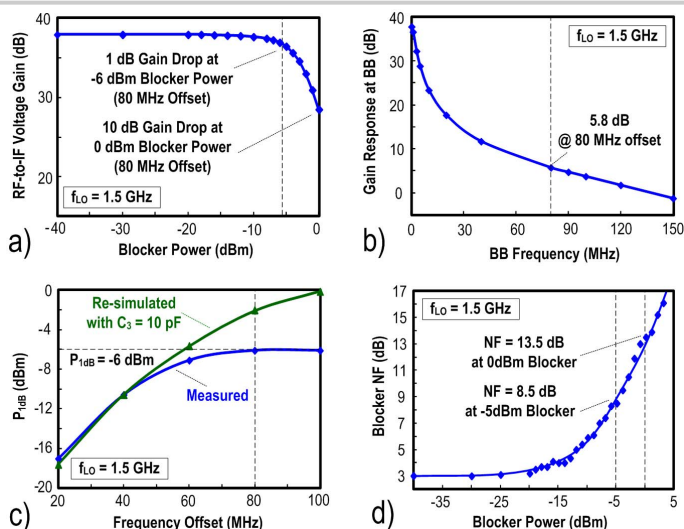 40
30
20
RF-to-IF Voltage Gain (dB)
1 dB Gain Drop at
-6 dBm Blocker Power
(80 MHz Offset)
10 dB Gain Drop at
0 dBm Blocker Power
(80 MHz Offset)
fLO = 1.5 GHz
-40 -30 -20 -10 0
Blocker Power (dBm)
a)
40
30
20
10
0
Gain Response at BB (dB)
fLO = 1.5 GHz
5.8 dB
@ 80 MHz offset
0 30 60 90 120 150
BB Frequency (MHz)
b)
0
-4
-8
-12
-16
-20
P1dB (dBm)
Re-simulated
with C3 = 10 pF
P1dB = -6 dBm
Measured
fLO = 1.5 GHz
20 40 60 80 100
Frequency Offset (MHz)
c)
17
15
13
11
9
7
5
3
Blocker NF (dB)
fLO = 1.5 GHz
NF = 13.5 dB
at 0dBm Blocker
NF = 8.5 dB
at -5dBm Blocker
-35 -25 -15 -5 5
Blocker Power (dBm)
d)